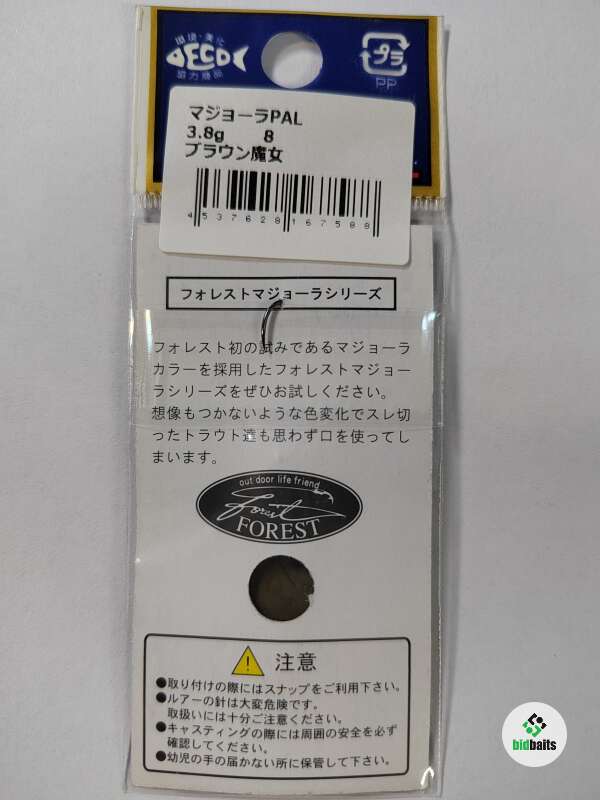 環境・美化
ECO
協力商品
プラ
PP
マジョーラPAL
3.8g 8
ブラウン魔女
4537628167588
フォレストマジョーラシリーズ
フォレスト初の試みであるマジョーラ
カラーを採用したフォレストマジョー
ラシリーズをぜひお試しください。
想像もつかないような色変化でスレ切
ったトラウト達も思わず口を使ってし
まいます。
out door life friend
Forest
FOREST
注意
●取り付けの際にはスナップをご利用下さい。
●ルアーの針は大変危険です。
取扱いには十分ご注意ください。
●キャスティングの際には周囲の安全を必ず
確認してください。
●幼児の手の届かない所に保管して下さい。
bidbaits